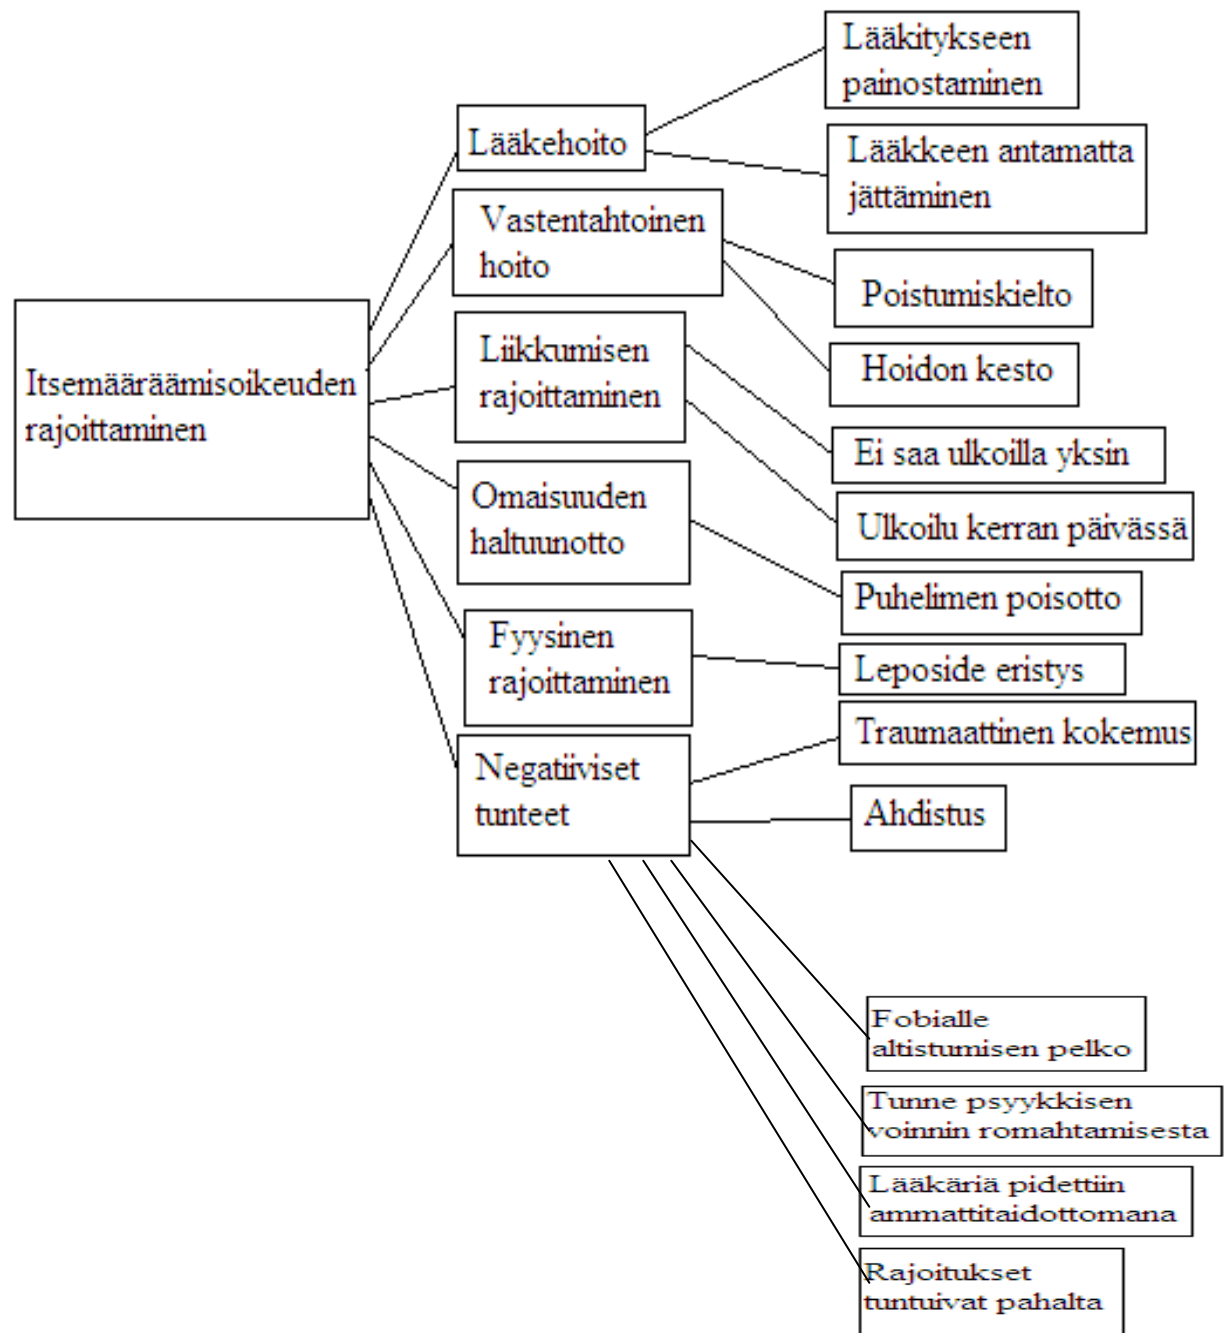 Itsemääräämisoikeuden
rajoittaminen
Lääkehoito
Vastentahtoinen
hoito
Liikkumisen
rajoittaminen
Omaisuuden
haltuunotto
Fyysinen
rajoittaminen
Negatiiviset
tunteet
Lääkitykseen
painostaminen
Lääkkeen antamatta
jättäminen
Poistumiskielto
Hoidon kesto
Ei saa ulkoilla yksin
Ulkoilu kerran päivässä
Puhelimen poisotto
Leposide eristys
Traumaattinen kokemus
Ahdistus
Fobialle
altistumisen pelko
Tunne psyykkisen
voinnin romahtamisesta
Lääkäriä pidettiin
ammattitaidottomana
Rajoitukset
tuntuivat pahalta